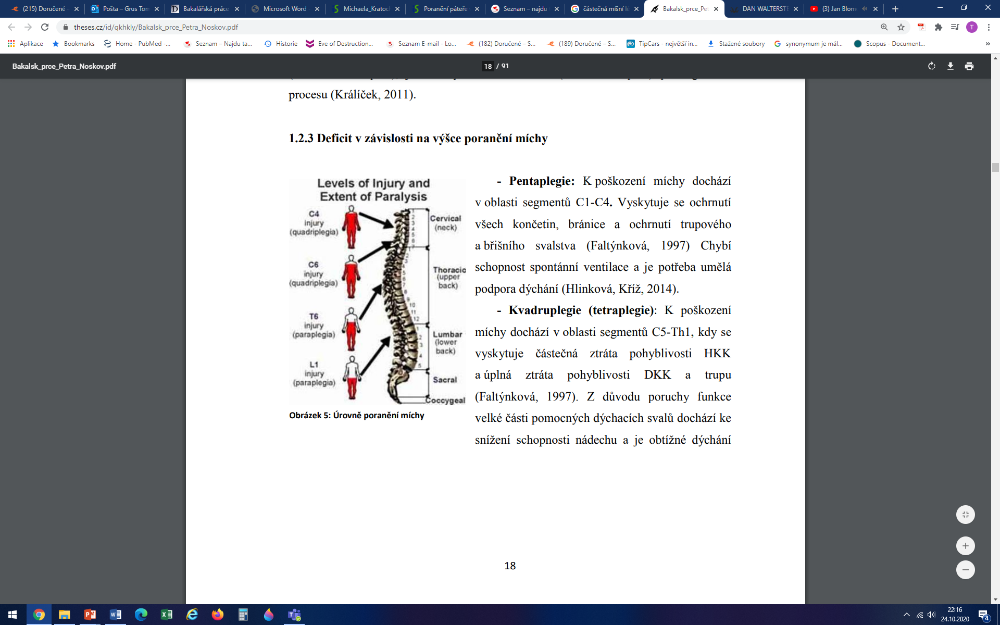 (215) Doručené -
Pošta – Grus Tom
Bakalářská práce
Microsoft Word -
Michaela_Kratoc
Poranění páteře
Seznam – najdu
částečná míšní lé
Bakalsk_prce_Pet
DAN WALTERSTE
(3) Jan Blom
theses.cz/id/qkhkly/Bakalsk_prce_Petra_Noskov.pdf
Aplikace
Bookmarks
Home - PubMed -...
Seznam – Najdu ta...
Historie
Eve of Destruction...
Seznam E-mail - Lo...
(182) Doručené – S...
(189) Doručené – S...
TipCars - největší in...
Stažené soubory
synonymum je mál...
Scopus - Document...
Bakalsk_prce_Petra_Noskov.pdf
18 / 91
procesu (Králíček, 2011).
1.2.3 Deficit v závislosti na výšce poranění míchy
Levels of Injury and
Extent of Paralysis
C4
injury
(quadriplegia)
C6
injury
(quadriplegia)
T6
injury
(paraplegia)
L1
injury
(paraplegia)
Cervical
(neck)
Thoracic
(upper
back)
Lumbar
(lower
back)
Sacral
Coccygeal
Obrázek 5: Úrovně poranění míchy
- Pentaplegie: K poškození míchy dochází
v oblasti segmentů C1-C4. Vyskytuje se ochrnutí
všech končetin, bránice a ochrnutí trupového
a břišního svalstva (Faltýnková, 1997) Chybí
schopnost spontánní ventilace a je potřeba umělá
podpora dýchání (Hlinková, Kříž, 2014).
- Kvadruplegie (tetraplegie): K poškození
míchy dochází v oblasti segmentů C5-Th1, kdy se
vyskytuje částečná ztráta pohyblivosti HKK
a úplná ztráta pohyblivosti DKK a trupu
(Faltýnková, 1997). Z důvodu poruchy funkce
velké části pomocných dýchacích svalů dochází ke
snížení schopnosti nádechu a je obtížné dýchání
18
22:16
24.10.2020
4